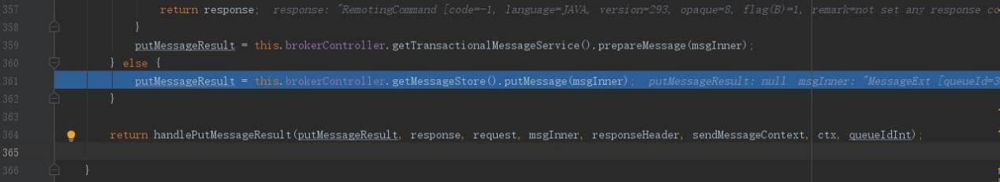 357 return response; response: "RemotingCommand [code=-1, language=JAVA, version=293, opaque=8, flag(B)=1, remark=not set any response co
358 }
359 putMessageResult = this.brokerController.getTransactionalMessageService().prepareMessage(msgInner);
360 } else {
361 putMessageResult = this.brokerController.getMessageStore().putMessage(msgInner); putMessageResult: null msgInner: "MessageExt [queueId=3
362 }
363
364 return handlePutMessageResult(putMessageResult, response, request, msgInner, responseHeader, sendMessageContext, ctx, queueIdInt);
365
366 }